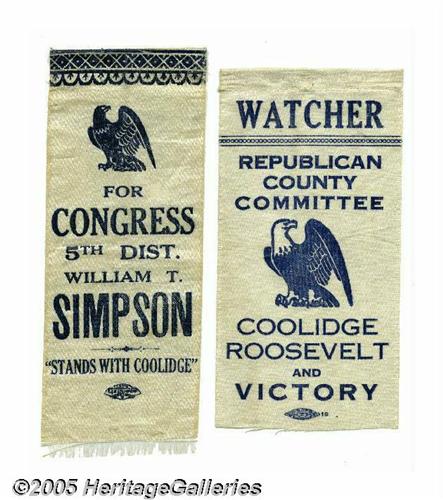 FOR
CONGRESS
5TH DIST.
WILLIAM T.
SIMPSON
"STANDS WITH COOLIDGE"
WATCHER
REPUBLICAN
COUNTY
COMMITTEE
COOLIDGE
ROOSEVELT
AND
VICTORY
© 2005 HeritageGalleries